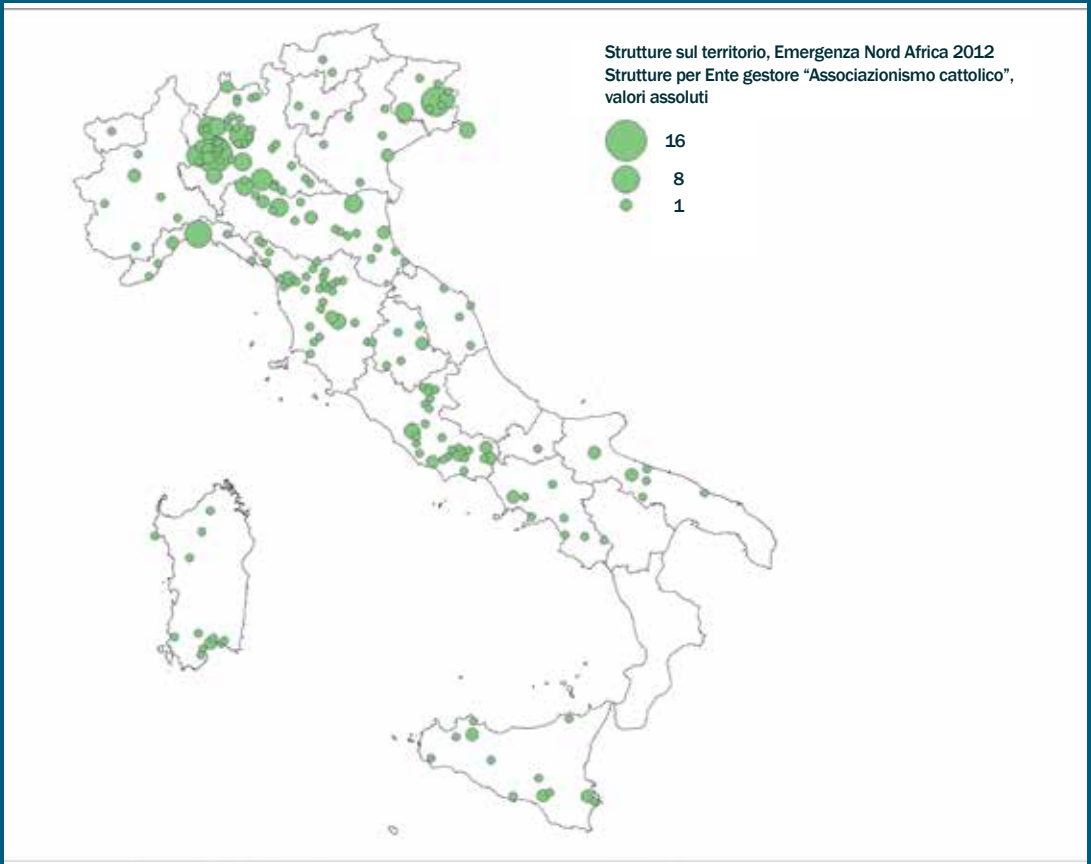 Strutture sul territorio, Emergenza Nord Africa 2012
Strutture per Ente gestore “Associazionismo cattolico”,
valori assoluti
16
8
1